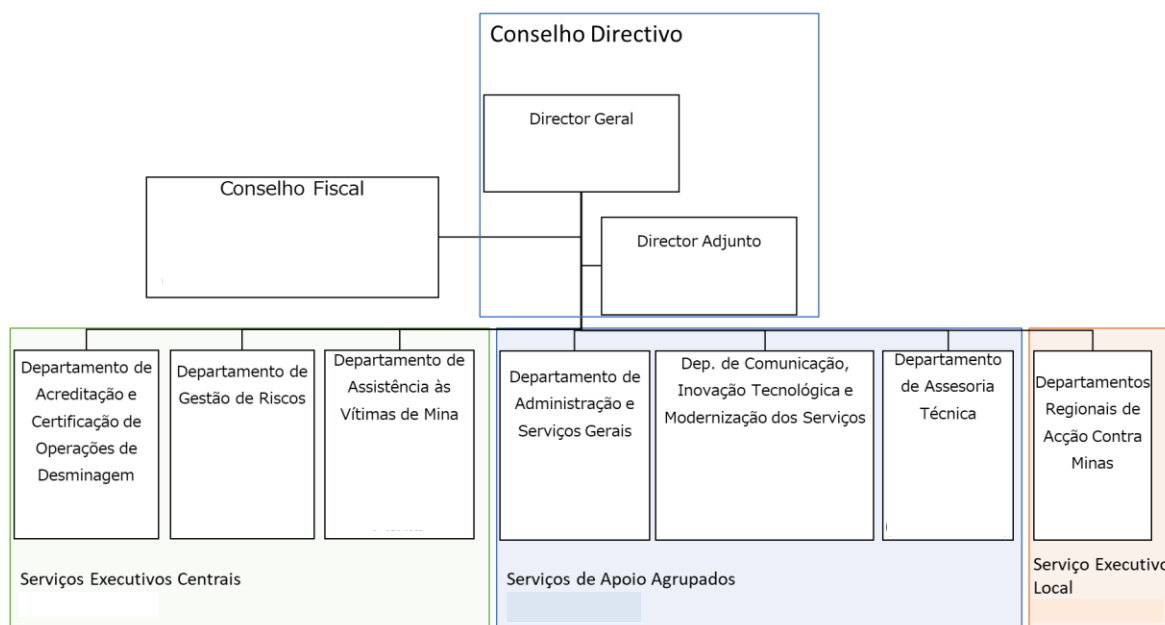 Conselho Directivo
Director Geral
Conselho Fiscal
Director Adjunto
Departamento de
Acreditação e
Certificação de
Operações de
Desminagem
Departamento de
Gestão de Riscos
Departamento de
Assistência às
Vítimas de Mina
Departamento de
Administração e
Serviços Gerais
Dep. de Comunicação,
Inovação Tecnológica e
Modernização dos Serviços
Departamento
de Assesoria
Técnica
Departamentos
Regionais de
Acção Contra
Minas
Serviços Executivos Centrais
Serviços de Apoio Agrupados
Serviço Executivo
Local